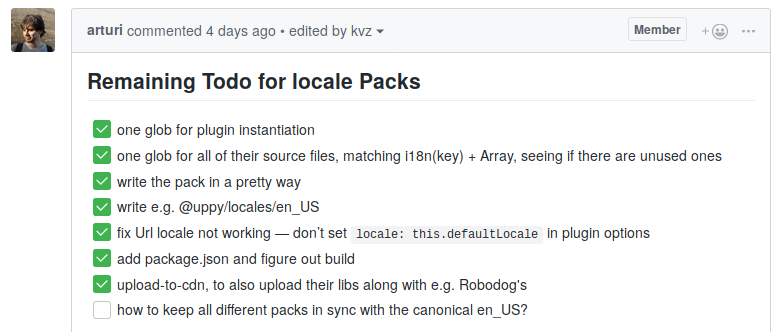 arturi commented 4 days ago • edited by kvz
Member
Remaining Todo for locale Packs
one glob for plugin instantiation
one glob for all of their source files, matching i18n(key) + Array, seeing if there are unused ones
write the pack in a pretty way
write e.g. @uppy/locales/en_US
fix Url locale not working — don’t set locale: this.defaultLocale in plugin options
add package.json and figure out build
upload-to-cdn, to also upload their libs along with e.g. Robodog's
how to keep all different packs in sync with the canonical en_US?